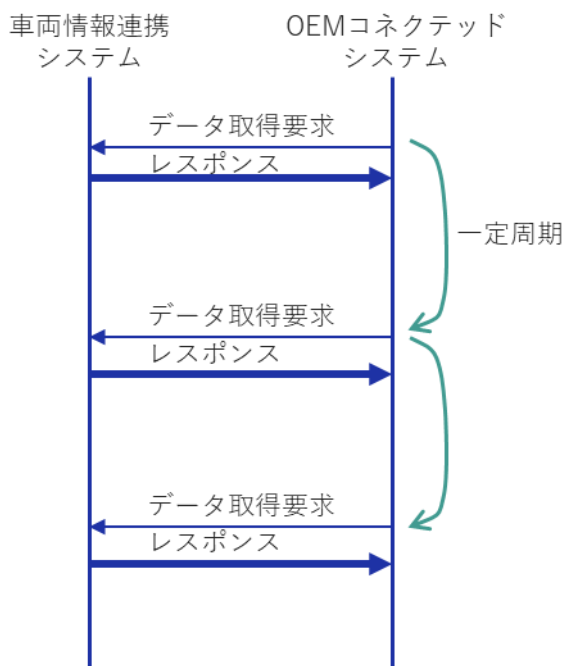 車両情報連携
システム
OEMコネクテッド
システム
データ取得要求
レスポンス
一定周期
データ取得要求
レスポンス
データ取得要求
レスポンス